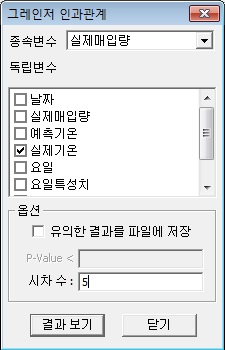 그레인저 인과관계
종속변수 실제매입량
독립변수
날짜
실제매입량
예측기온
실제기온
요일
요일특성치
옵션
유의한 결과를 파일에 저장
P-Value <
시차 수 : 5
결과 보기 닫기